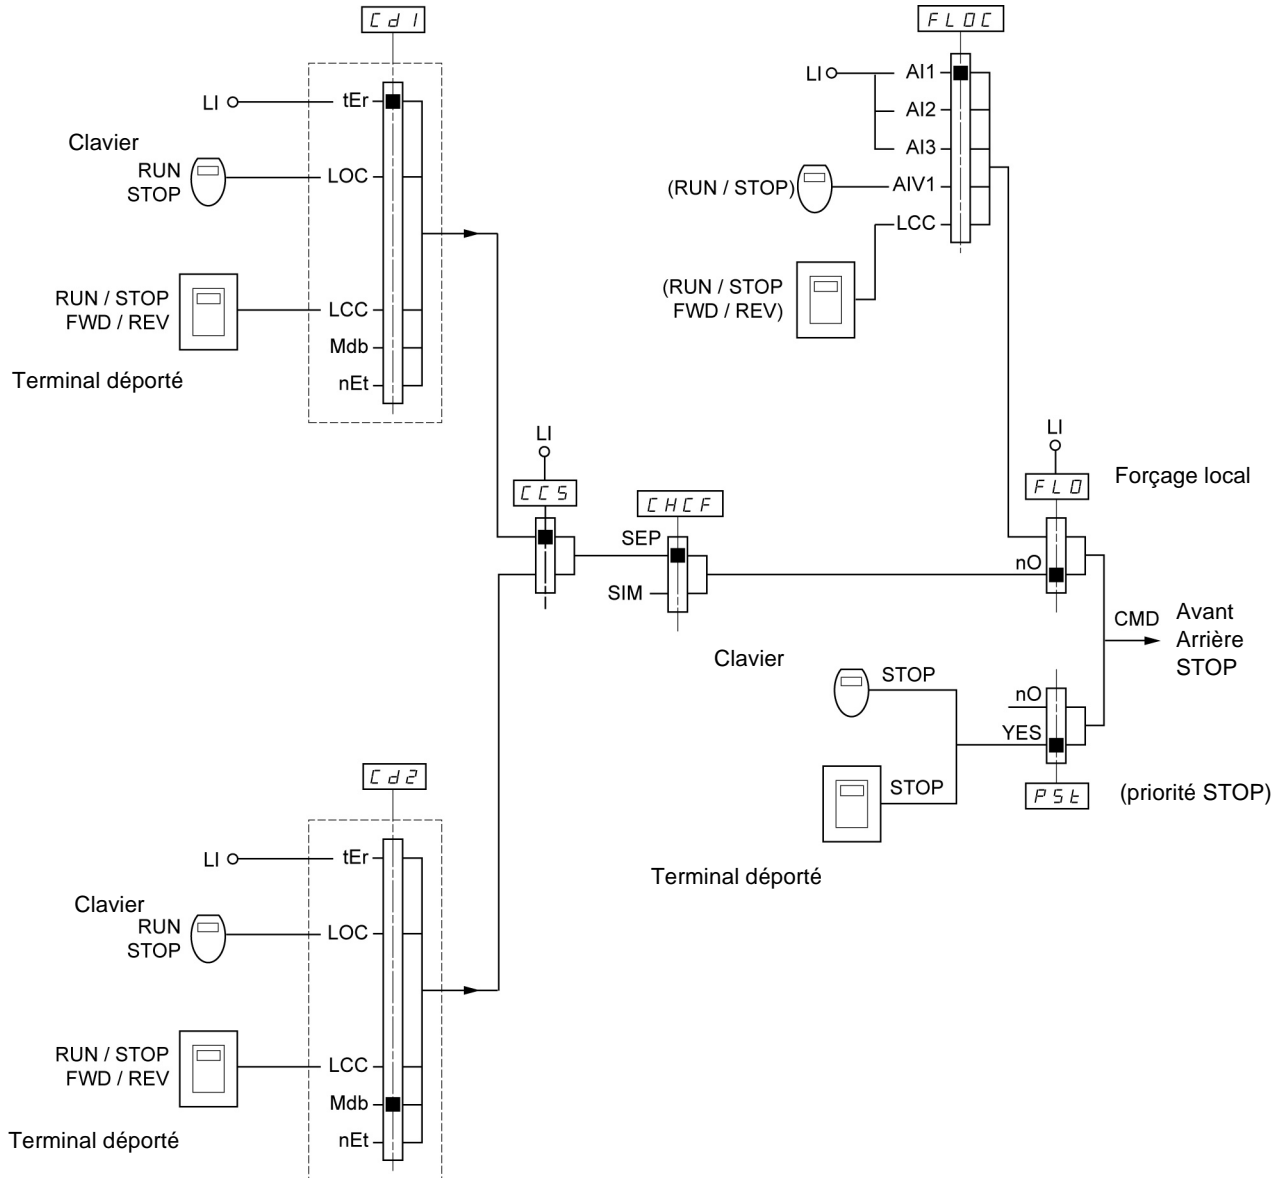 Cd1
LI
tEr
Clavier
RUN
STOP
LOC
RUN / STOP
FWD / REV
LCC
Mdb
nEt
Terminal déporté
FLOC
LI
AI1
AI2
AI3
(RUN / STOP)
AIV1
LCC
(RUN / STOP
FWD / REV)
LI
CCS
CHCF
SEP
SIM
LI
FLO
Forçage local
nO
CMD
Avant
Arrière
STOP
Clavier
STOP
nO
YES
STOP
PSt
(priorité STOP)
Terminal déporté
Cd2
LI
tEr
Clavier
RUN
STOP
LOC
RUN / STOP
FWD / REV
LCC
Mdb
nEt
Terminal déporté